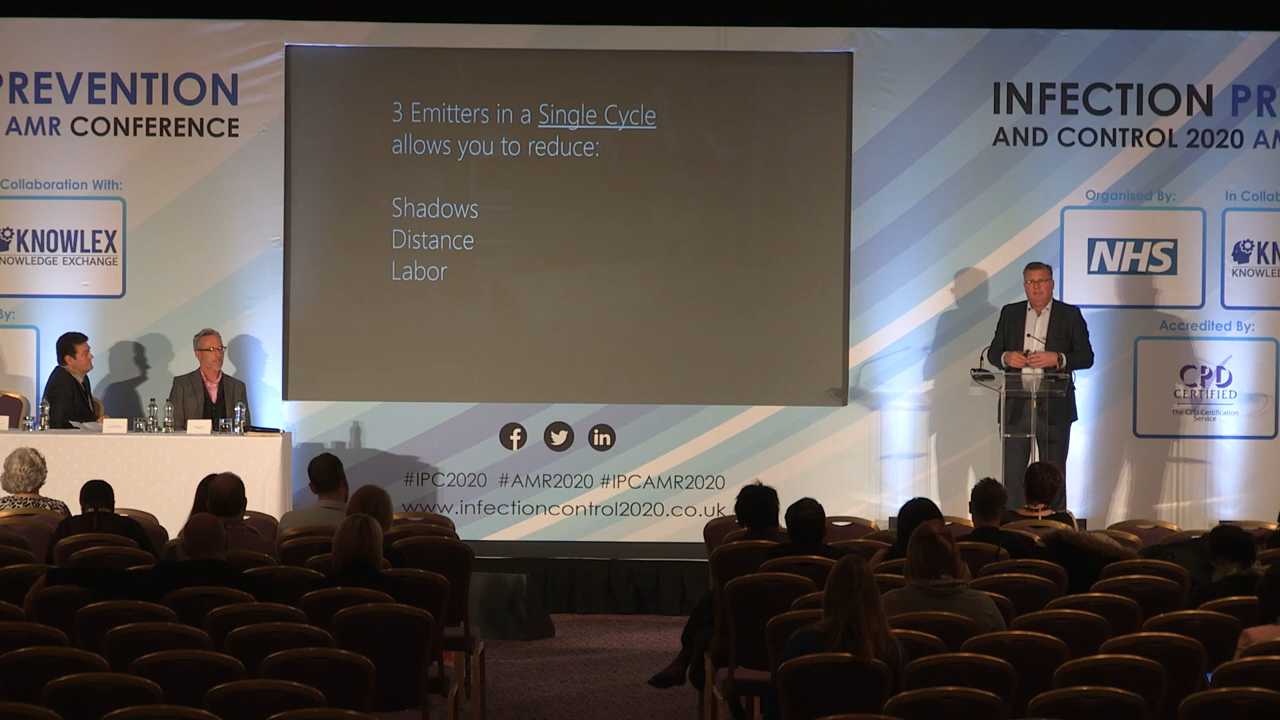 PREVENTION
AMR CONFERENCE
Collaboration With:
KNOWLEX
KNOWLEDGE EXCHANGE
By:
3 Emitters in a Single Cycle
allows you to reduce:
Shadows
Distance
Labor
#IPC2020 #AMR2020 #IPCAMR2020
www.infectioncontrol2020.co.uk
INFECTION PR
AND CONTROL 2020 AM
Organised By:
In Collab
NHS
KN
KNOWLED
Accredited By:
CPD
CERTIFIED
The CPD Certification
Service